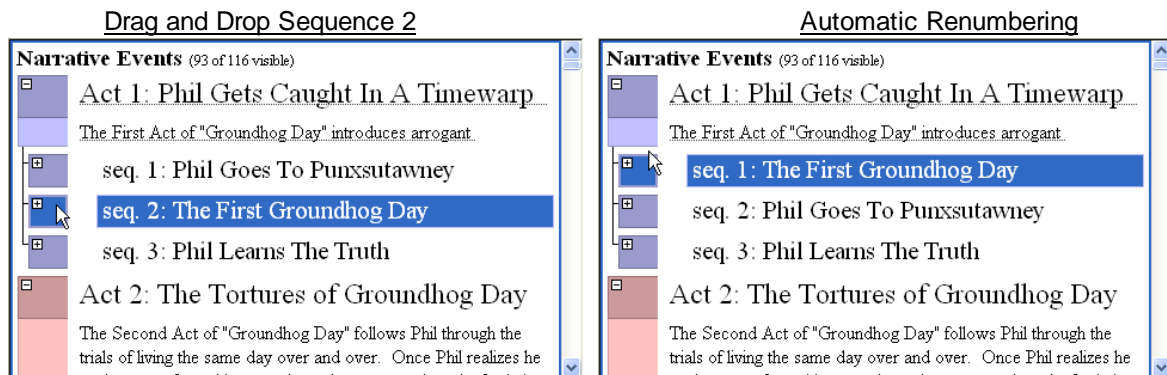 Drag and Drop Sequence 2
Narrative Events (93 of 116 visible)
Act 1: Phil Gets Caught In A Timewarp
The First Act of "Groundhog Day" introduces arrogant
seq. 1: Phil Goes To Punxsutawney
seq. 2: The First Groundhog Day
seq. 3: Phil Learns The Truth
Act 2: The Tortures of Groundhog Day
The Second Act of "Groundhog Day" follows Phil through the
trials of living the same day over and over. Once Phil realizes he
Automatic Renumbering
Narrative Events (93 of 116 visible)
Act 1: Phil Gets Caught In A Timewarp
The First Act of "Groundhog Day" introduces arrogant
seq. 1: The First Groundhog Day
seq. 2: Phil Goes To Punxsutawney
seq. 3: Phil Learns The Truth
Act 2: The Tortures of Groundhog Day
The Second Act of "Groundhog Day" follows Phil through the
trials of living the same day over and over. Once Phil realizes he